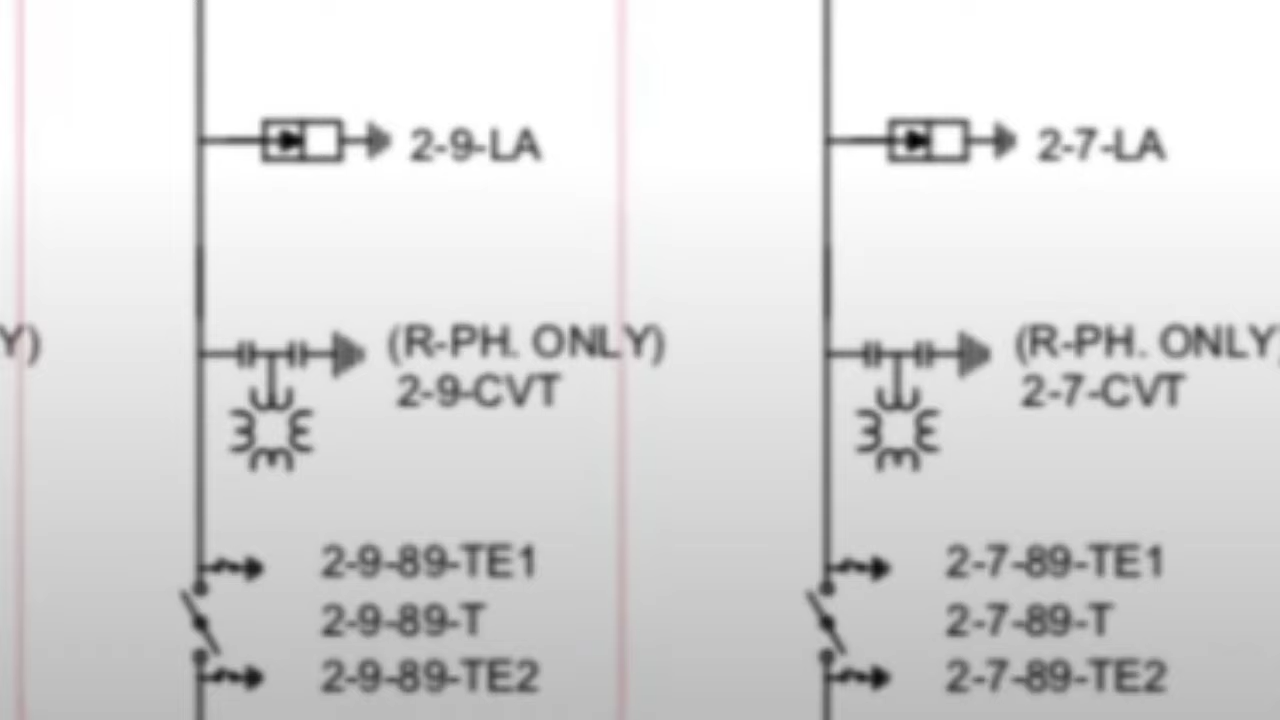 2-9-LA
2-7-LA
Y)
(R-PH. ONLY)
2-9-CVT
(R-PH. ONLY)
2-7-CVT
2-9-89-TE1
2-9-89-T
2-9-89-TE2
2-7-89-TE1
2-7-89-T
2-7-89-TE2